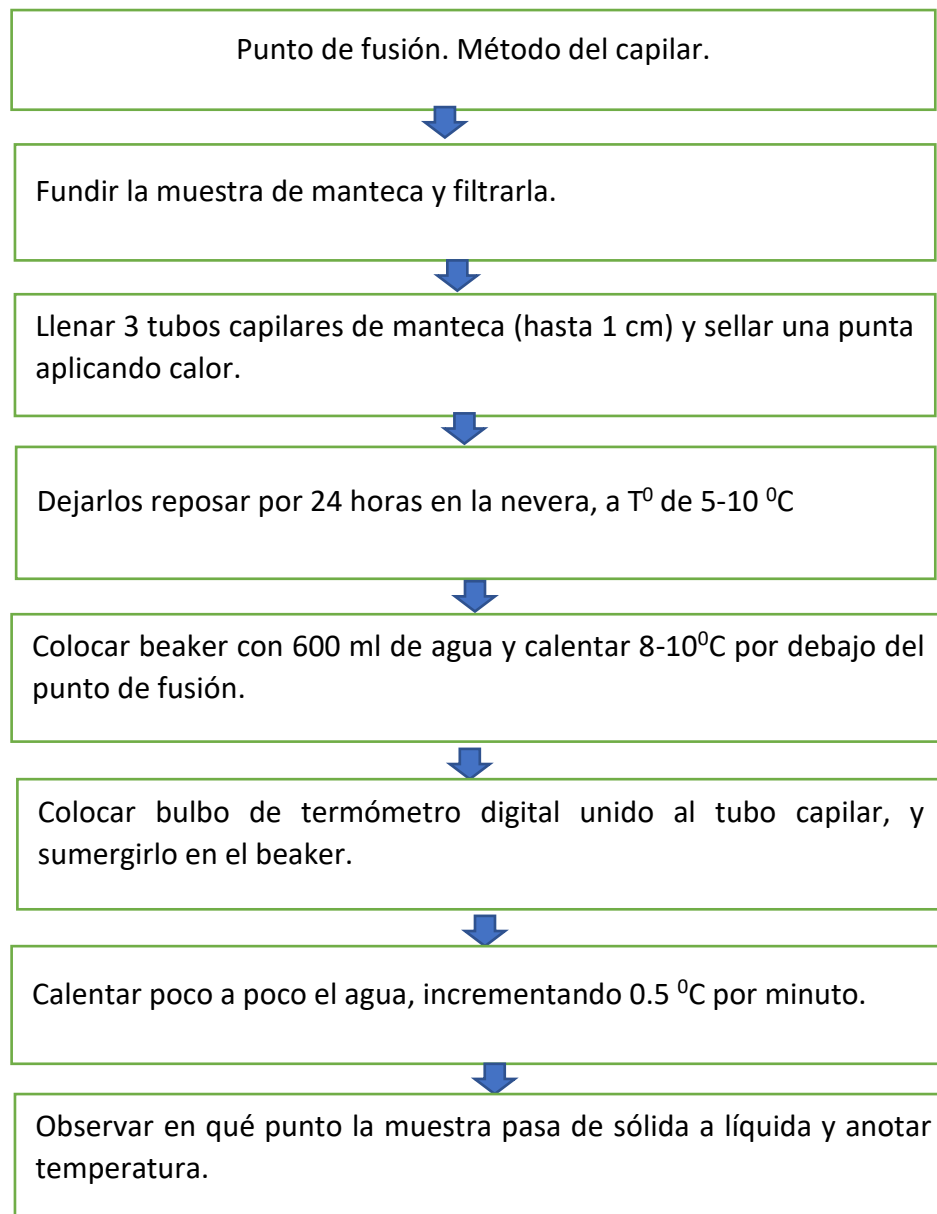 Punto de fusión. Método del capilar.
Fundir la muestra de manteca y filtrarla.
Llenar 3 tubos capilares de manteca (hasta 1 cm) y sellar una punta
aplicando calor.
Dejarlos reposar por 24 horas en la nevera, a T⁰ de 5-10 ⁰C
Colocar beaker con 600 ml de agua y calentar 8-10⁰C por debajo del
punto de fusión.
Colocar bulbo de termómetro digital unido al tubo capilar, y
sumergirlo en el beaker.
Calentar poco a poco el agua, incrementando 0.5 ⁰C por minuto.
Observar en qué punto la muestra pasa de sólida a líquida y anotar
temperatura.